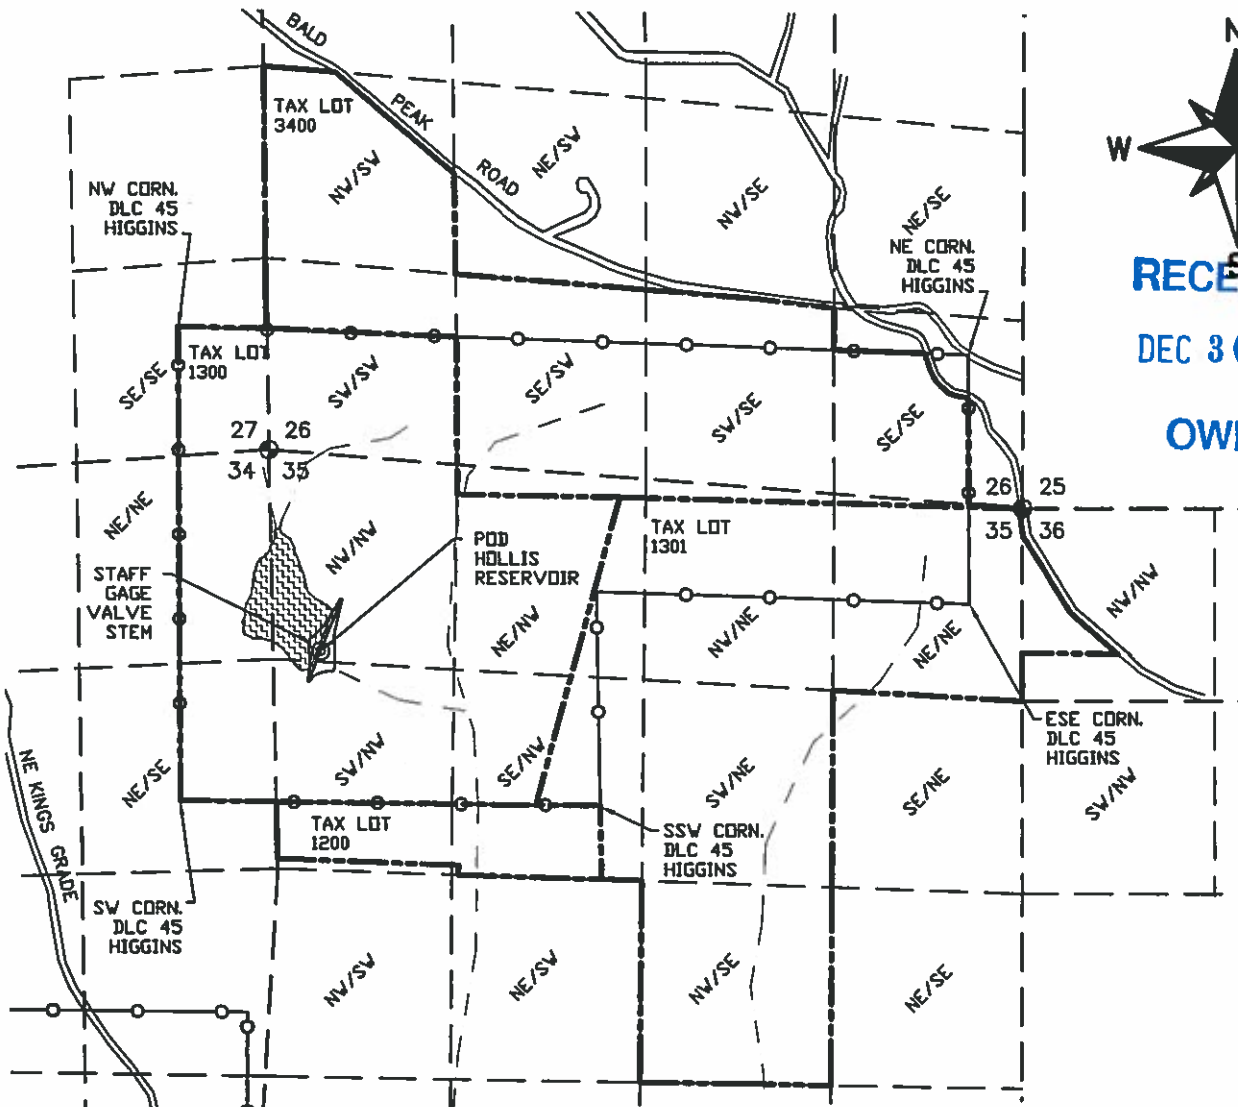 N
BALD
PEAK
ROAD
TAX LOT
3400
NW/SW
NE/SW
NW/SE
NE/SE
W
NW CORN.
DLC 45
HIGGINS
NE CORN.
DLC 45
HIGGINS
RECE
DEC 3
OW
TAX LOT
1300
SE/SE
SW/SW
SE/SW
SW/SE
SE/SE
27 26
34 35
26 25
35 36
NE/NE
NW/NW
POD
HOLLIS
RESERVOIR
TAX LOT
1301
STAFF
GAGE
VALVE
STEM
NE/NW
NW/NE
NE/NE
NW/NW
ESE CORN.
DLC 45
HIGGINS
NE KINGS GRADE
NE/SE
SW/NW
SE/NW
SW/NE
SE/NE
SW/NW
TAX LOT
1200
SSW CORN.
DLC 45
HIGGINS
SW CORN.
DLC 45
HIGGINS
NW/SW
NE/SW
NW/SE
NE/SE